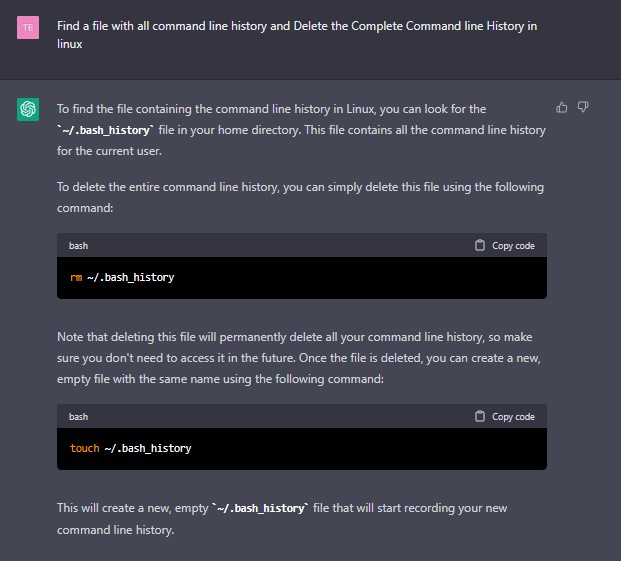 TE
Find a file with all command line history and Delete the Complete Command line History in
linux
To find the file containing the command line history in Linux, you can look for the
`~/.bash_history` file in your home directory. This file contains all the command line history
for the current user.
To delete the entire command line history, you can simply delete this file using the following
command:
bash
Copy code
rm ~/.bash_history
Note that deleting this file will permanently delete all your command line history, so make
sure you don't need to access it in the future. Once the file is deleted, you can create a new,
empty file with the same name using the following command:
bash
Copy code
touch ~/.bash_history
This will create a new, empty `~/.bash_history` file that will start recording your new
command line history.